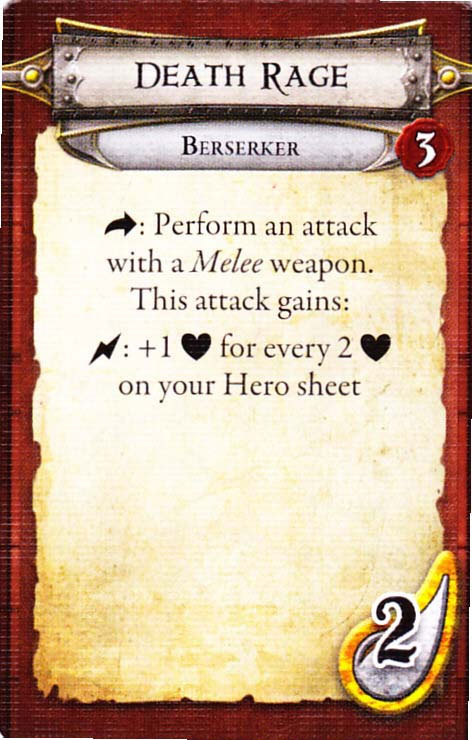 DEATH RAGE
BERSERKER
3
: Perform an attack
with a Melee weapon.
This attack gains:
: +1 ♥ for every 2 ♥
on your Hero sheet
2